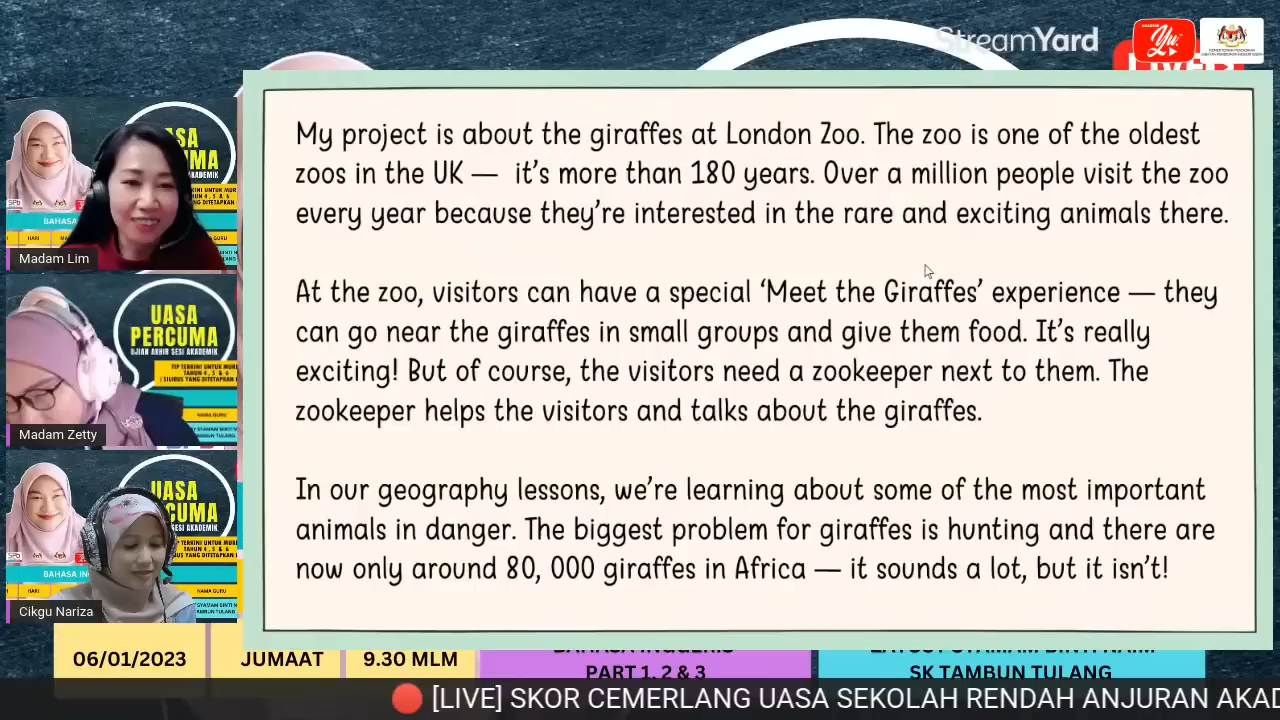 StreamYard
My project is about the giraffes at London Zoo. The zoo is one of the oldest
zoos in the UK — it's more than 180 years. Over a million people visit the zoo
every year because they're interested in the rare and exciting animals there.
At the zoo, visitors can have a special 'Meet the Giraffes' experience — they
can go near the giraffes in small groups and give them food. It's really
exciting! But of course, the visitors need a zookeeper next to them. The
zookeeper helps the visitors and talks about the giraffes.
In our geography lessons, we're learning about some of the most important
animals in danger. The biggest problem for giraffes is hunting and there are
now only around 80, 000 giraffes in Africa — it sounds a lot, but it isn't!
Madam Lim
UASA
PERCUMA
UJIAN AKHIR SESI AKADEMIK
Madam Zetty
Cikgu Nariza
06/01/2023
JUMAAT
9.30 MLM
PART 1, 2 & 3
SK TAMBUN TULANG
[LIVE] SKOR CEMERLANG UASA SEKOLAH RENDAH ANJURAN AKAD